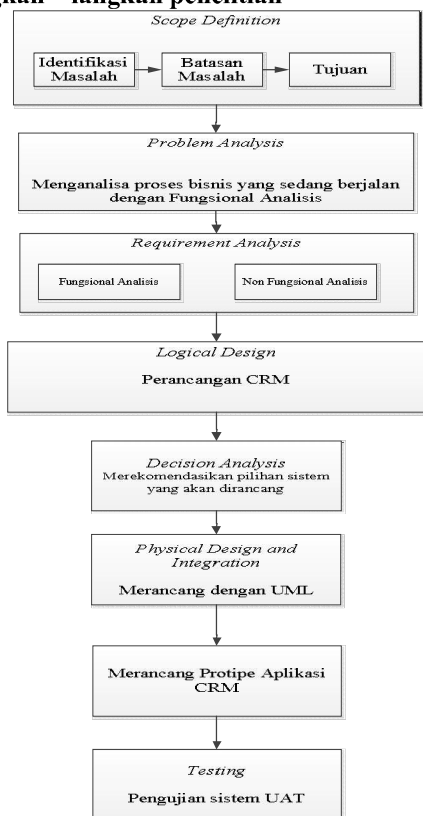 langkah penelitian
Scope Definition
Identifikasi
Masalah
Batasan
Masalah
Tujuan
Problem Analysis
Menganalisa proses bisnis yang sedang berjalan
dengan Fungsional Analisis
Requirement Analysis
Fungsional Analisis
Non Fungsional Analisis
Logical Design
Perancangan CRM
Decision Analysis
Merekomendasikan pilihan sistem
yang akan dirancang
Physical Design and
Integration
Merancang dengan UML
Merancang Protipe Aplikasi
CRM
Testing
Pengujian sistem UAT